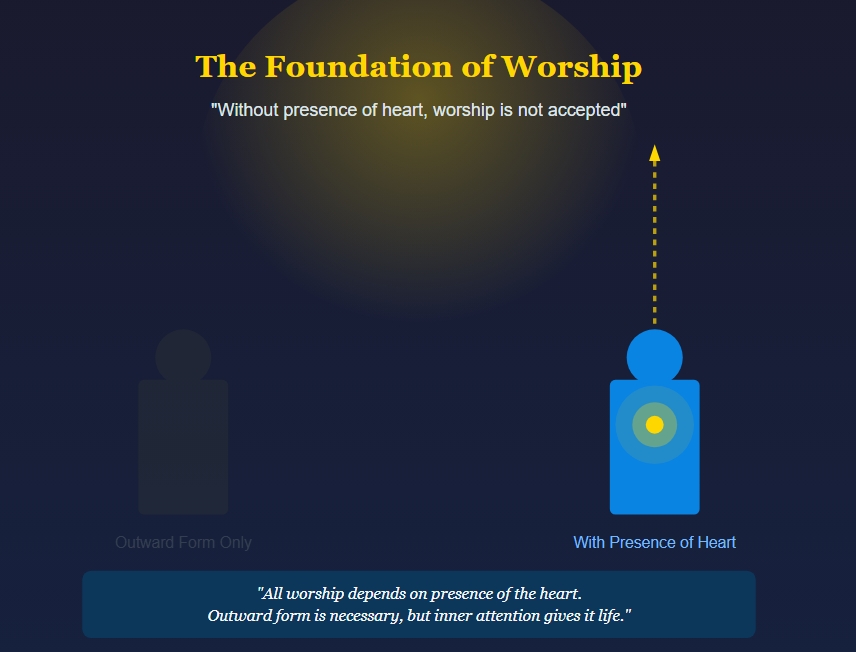 The Foundation of Worship
"Without presence of heart, worship is not accepted"
Outward Form Only
With Presence of Heart
"All worship depends on presence of the heart.
Outward form is necessary, but inner attention gives it life."